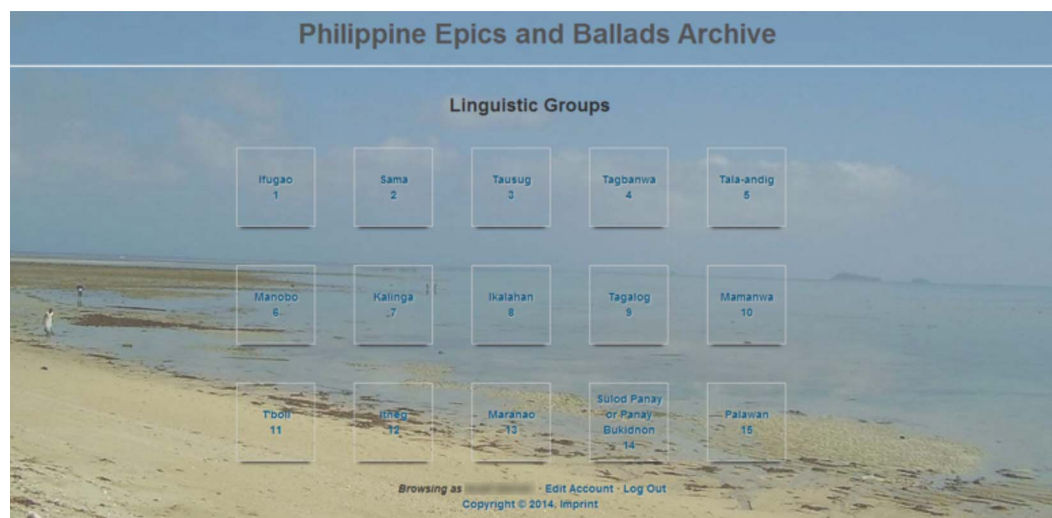 Philippine Epics and Ballads Archive
Linguistic Groups
Ifugao
1
Sama
2
Tausug
3
Tagbanwa
4
Tala-andig
5
Manobo
6
Kalinga
7
Ikalahan
8
Tagalog
9
Mamanwa
10
T'boli
11
Itneg
12
Maranao
13
Sulod Panay
or Panay
Bukidnon
14
Palawan
15
Browsing as · Edit Account · Log Out
Copyright © 2014. Imprint